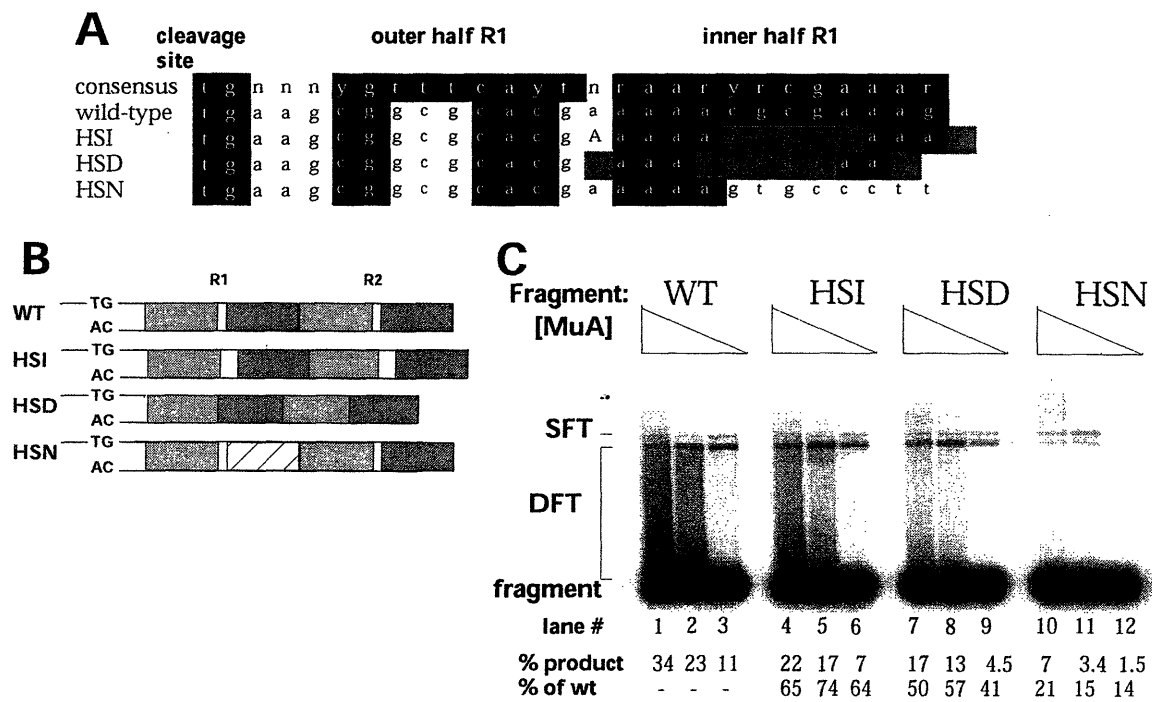 A
cleavage site
outer half R1
inner half R1
consensus t g n n n y g t t t c a y t n r a a r y r c g a a a r
wild-type t g a a g c g g c g c a c g a a a a a c g c g a a a g
HSI t g a a g c g g c g c a c g A a a a a a a a
HSD t g a a g c g g c g c a c g a a a a a
HSN t g a a g c g g c g c a c g a a a a a g t g c c c t t
B
R1 R2
WT TG
AC
HSI TG
AC
HSD TG
AC
HSN TG
AC
C
Fragment: WT HSI HSD HSN
[MuA]
SFT
DFT
fragment
lane # 1 2 3 4 5 6 7 8 9 10 11 12
% product 34 23 11 22 17 7 17 13 4.5 7 3.4 1.5
% of wt - - - 65 74 64 50 57 41 21 15 14